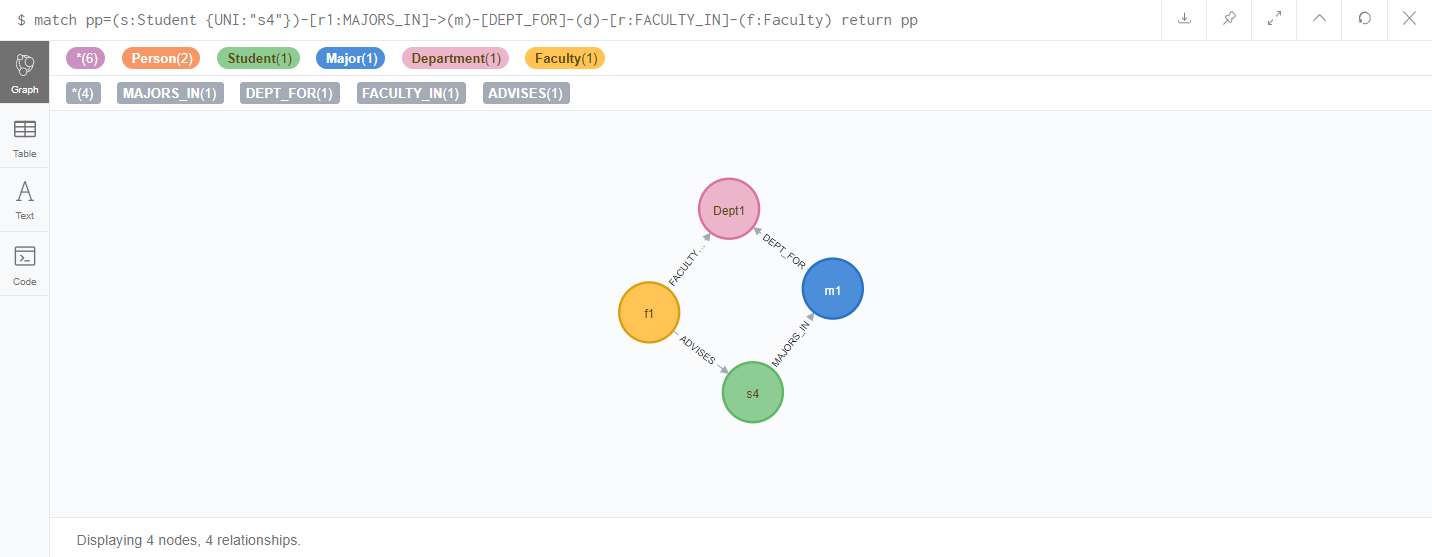 $ match pp=(s:Student {UNI:"s4"})-[r1:MAJORS_IN]->(m)-[DEPT_FOR]-(d)-[r:FACULTY_IN]-(f:Faculty) return pp
*(6) Person(2) Student(1) Major(1) Department(1) Faculty(1)
*(4) MAJORS_IN(1) DEPT_FOR(1) FACULTY_IN(1) ADVISES(1)
Graph
Table
Text
Code
Dept1
FACULTY...
DEPT_FOR
m1
f1
ADVISES
MAJORS_IN
s4
Displaying 4 nodes, 4 relationships.